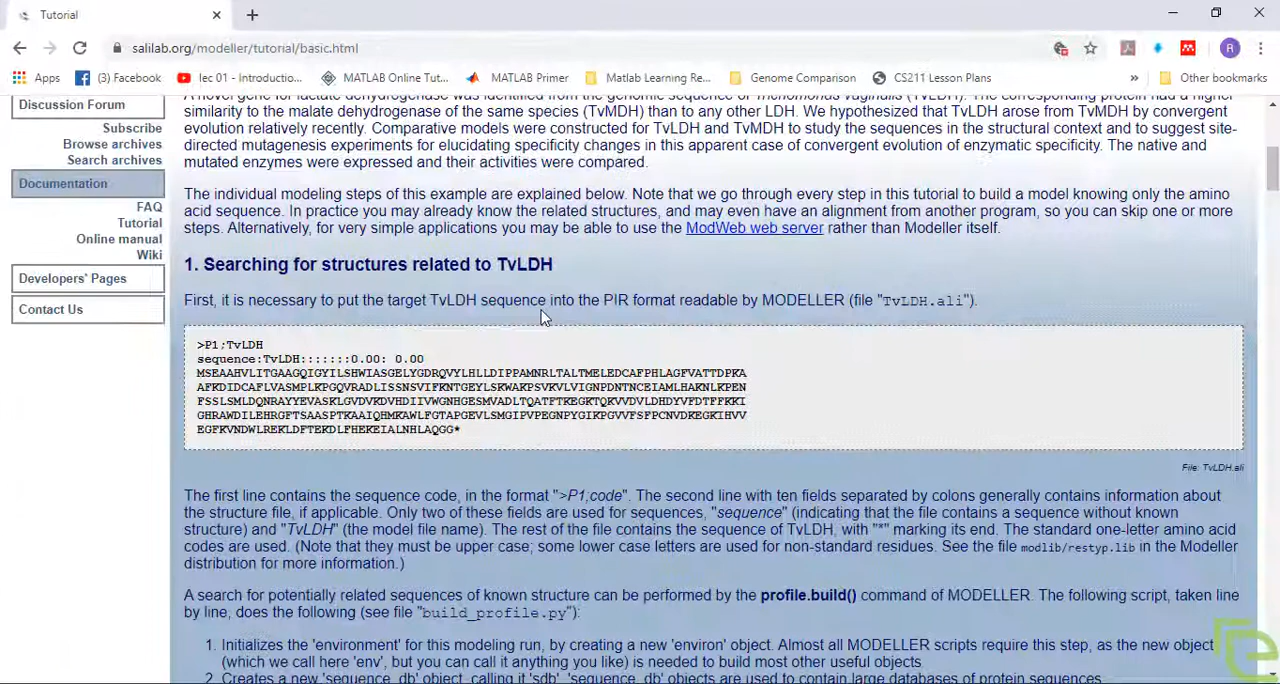 Tutorial
salilab.org/modeller/tutorial/basic.html
R
Apps
(3) Facebook
lec 01 - Introductio...
MATLAB Online Tut...
MATLAB Primer
Matlab Learning Re...
Genome Comparison
CS211 Lesson Plans
»
Other bookmarks
Discussion Forum
Subscribe
Browse archives
Search archives
Documentation
FAQ
Tutorial
Online manual
Wiki
Developers' Pages
Contact Us
A novel gene for lactate dehydrogenase was identified from the genomic sequence of Trichomonas vaginalis (TvLDH). The corresponding protein had a higher
similarity to the malate dehydrogenase of the same species (TvMDH) than to any other LDH. We hypothesized that TvLDH arose from TvMDH by convergent
evolution relatively recently. Comparative models were constructed for TvLDH and TvMDH to study the sequences in the structural context and to suggest site-
directed mutagenesis experiments for elucidating specificity changes in this apparent case of convergent evolution of enzymatic specificity. The native and
mutated enzymes were expressed and their activities were compared.
The individual modeling steps of this example are explained below. Note that we go through every step in this tutorial to build a model knowing only the amino
acid sequence. In practice you may already know the related structures, and may even have an alignment from another program, so you can skip one or more
steps. Alternatively, for very simple applications you may be able to use the ModWeb web server rather than Modeller itself.
1. Searching for structures related to TvLDH
First, it is necessary to put the target TvLDH sequence into the PIR format readable by MODELLER (file "TvLDH.ali").
>P1;TvLDH
sequence:TvLDH:::::::0.00: 0.00
MSEAAHVLITGAAGQIGYILSHWIASGELYGDRQVYLHLLDIPPAMNRLTALTMELEDCAFPHLAGFVATTDPKA
AFKDIDCAFLVASMPLKPGQVRADLISSNSVIFKNTGEYLSKWAKPSVKVLVIGNPDNTNCEIAMLHAKNLKPEN
FSSLSMLDQNRAYYEVASKLGVDVKDVHDIIVWGNHGESMVADLTQATFTKEGKTQKVVDVLDHDYVFDTFFKKI
GHRAWDILEHRGFTSAASPTKAAIQHMKAWLFGTAPGEVLSMGIPVPEGNPYGIKPGVVFSFPCNVDKEGKIHVV
EGFKVNDWLREKLDFTEKDLFHEKEIALNHLAQGG*
File: TvLDH.ali
The first line contains the sequence code, in the format ">P1;code". The second line with ten fields separated by colons generally contains information about
the structure file, if applicable. Only two of these fields are used for sequences, "sequence" (indicating that the file contains a sequence without known
structure) and "TvLDH" (the model file name). The rest of the file contains the sequence of TvLDH, with "*" marking its end. The standard one-letter amino acid
codes are used. (Note that they must be upper case; some lower case letters are used for non-standard residues. See the file modlib/restyp.lib in the Modeller
distribution for more information.)
A search for potentially related sequences of known structure can be performed by the profile.build() command of MODELLER. The following script, taken line
by line, does the following (see file "build_profile.py"):
1. Initializes the 'environment' for this modeling run, by creating a new 'environ' object. Almost all MODELLER scripts require this step, as the new object
(which we call here 'env', but you can call it anything you like) is needed to build most other useful objects
2. Creates a new 'sequence_db' object, calling it 'sdb'. 'sequence_db' objects are used to contain large databases of protein sequences.